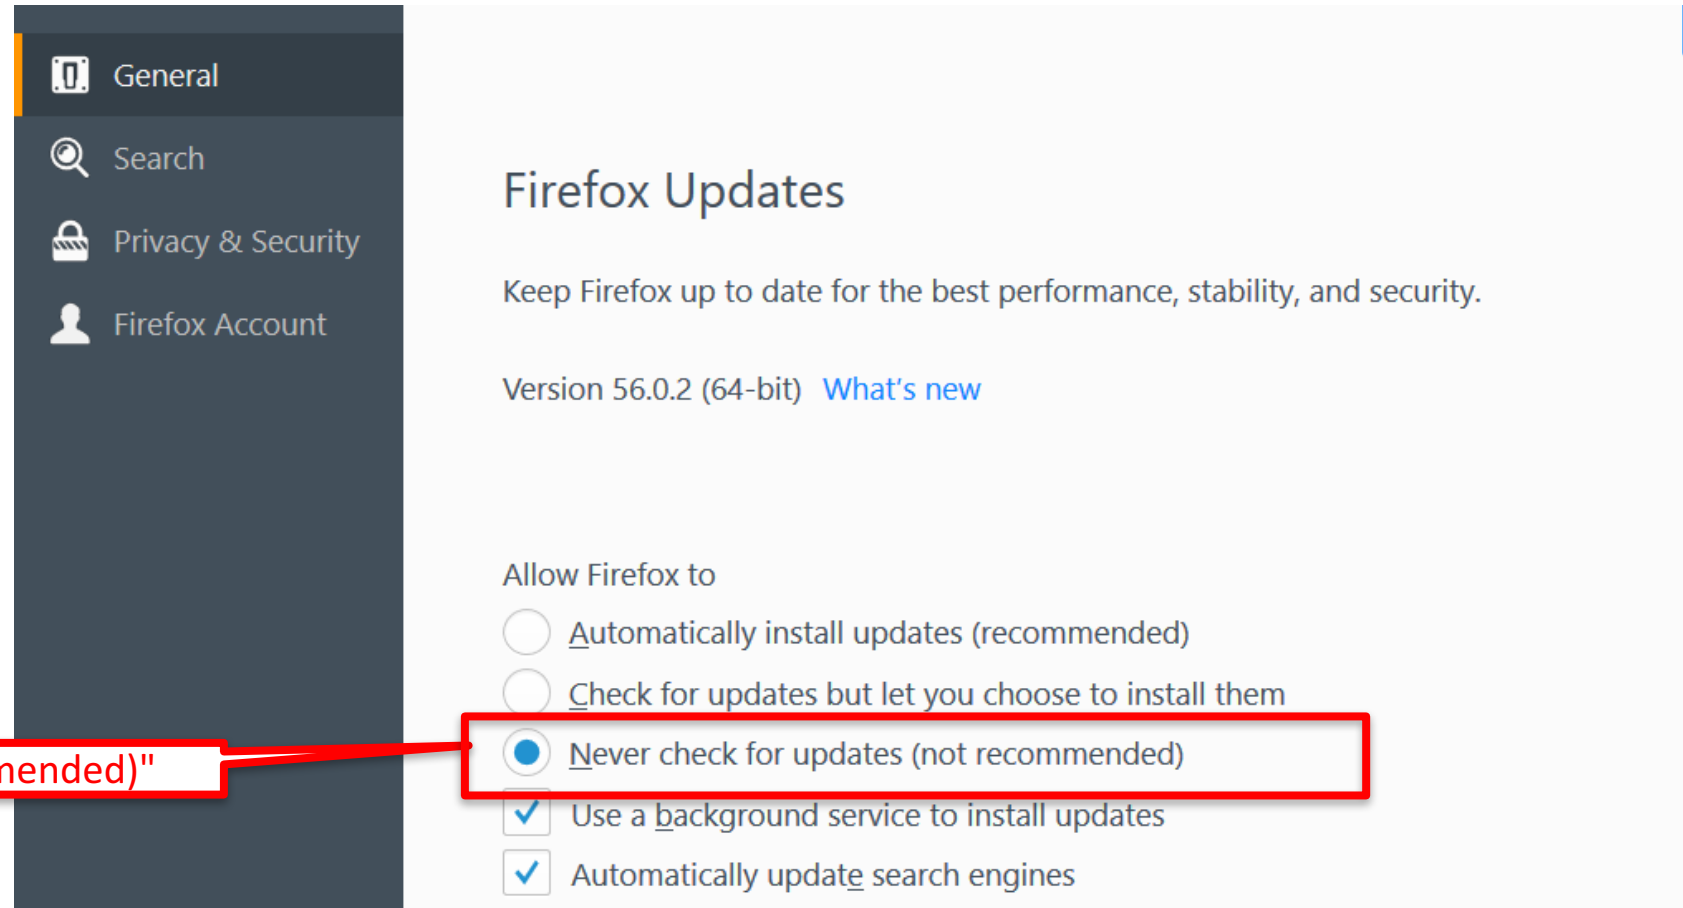 General
Search
Privacy & Security
Firefox Account
Firefox Updates
Keep Firefox up to date for the best performance, stability, and security.
Version 56.0.2 (64-bit) What's new
Allow Firefox to
Automatically install updates (recommended)
Check for updates but let you choose to install them
Never check for updates (not recommended)
mended)"
Use a background service to install updates
Automatically update search engines